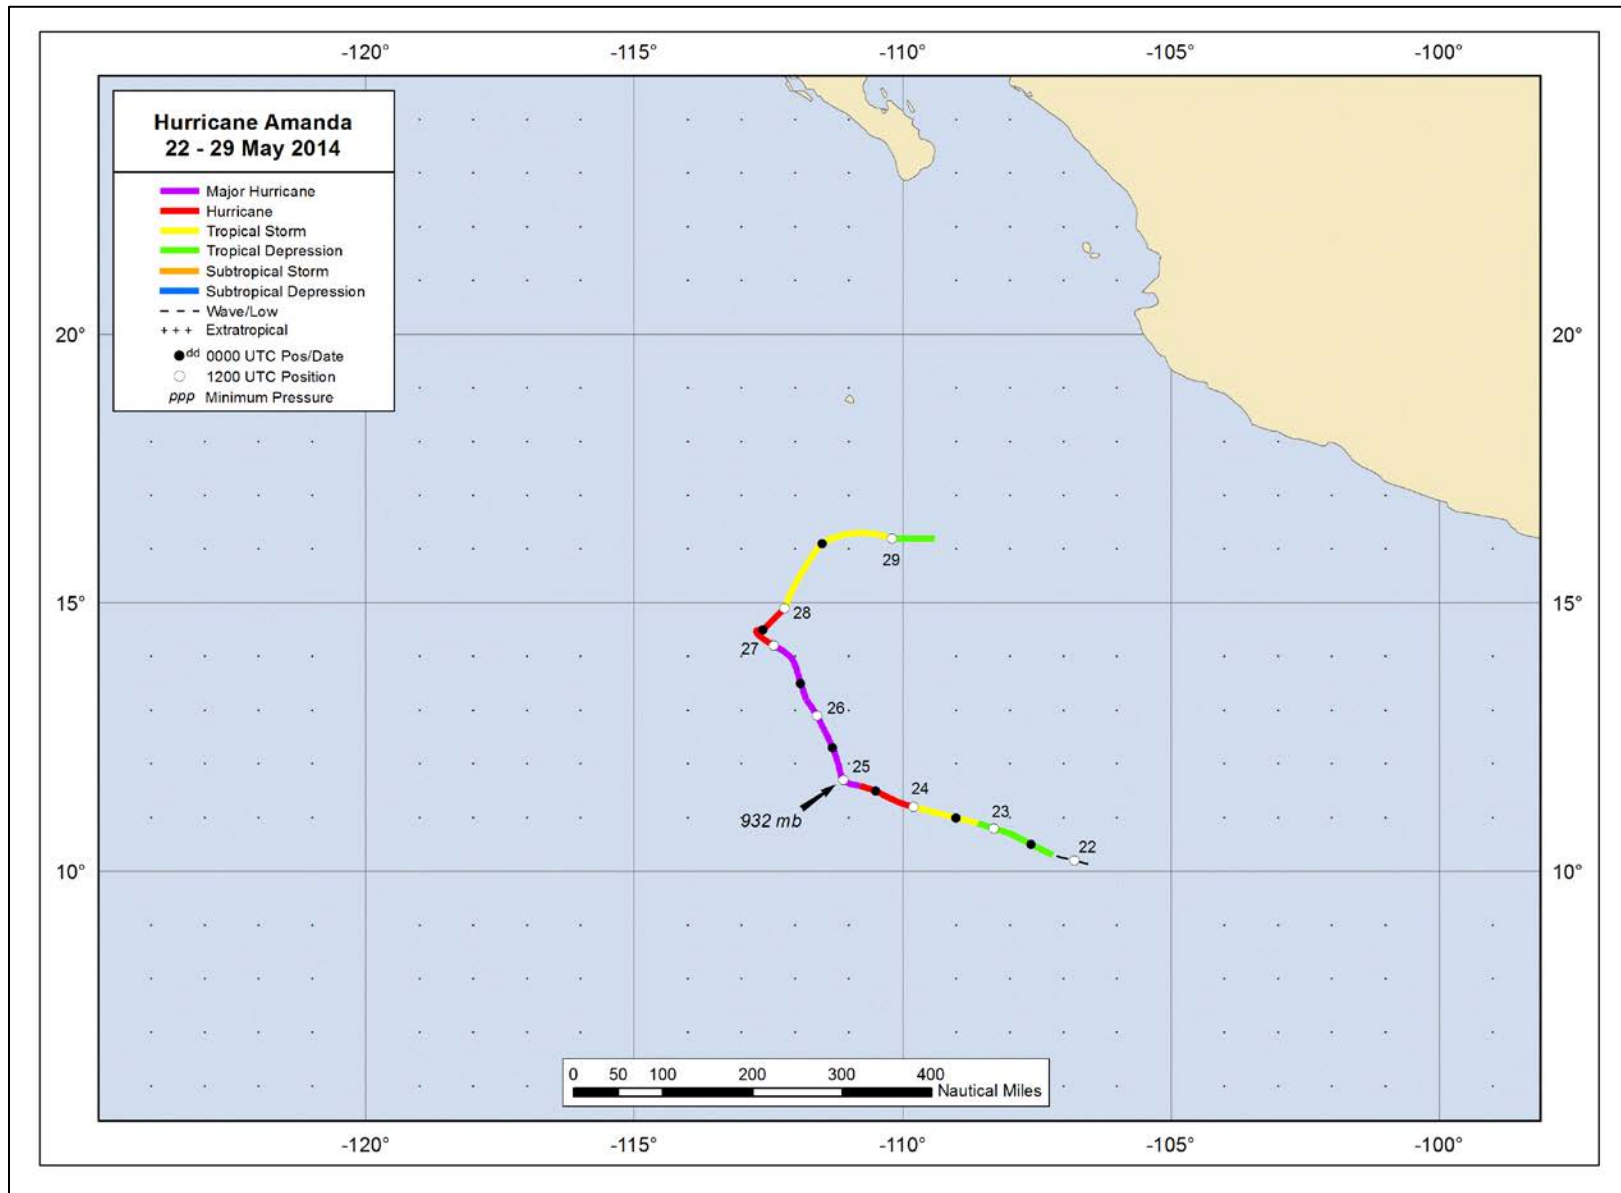 -120° -115° -110° -105° -100°
Hurricane Amanda
22 - 29 May 2014
Major Hurricane
Hurricane
Tropical Storm
Tropical Depression
Subtropical Storm
Subtropical Depression
Wave/Low
+++ Extratropical
dd 0000 UTC Pos/Date
1200 UTC Position
ppp Minimum Pressure
20° 20°
29
15° 15°
28
27
26
25
24
23
932 mb
22
10° 10°
0 50 100 200 300 400
Nautical Miles
-120° -115° -110° -105° -100°